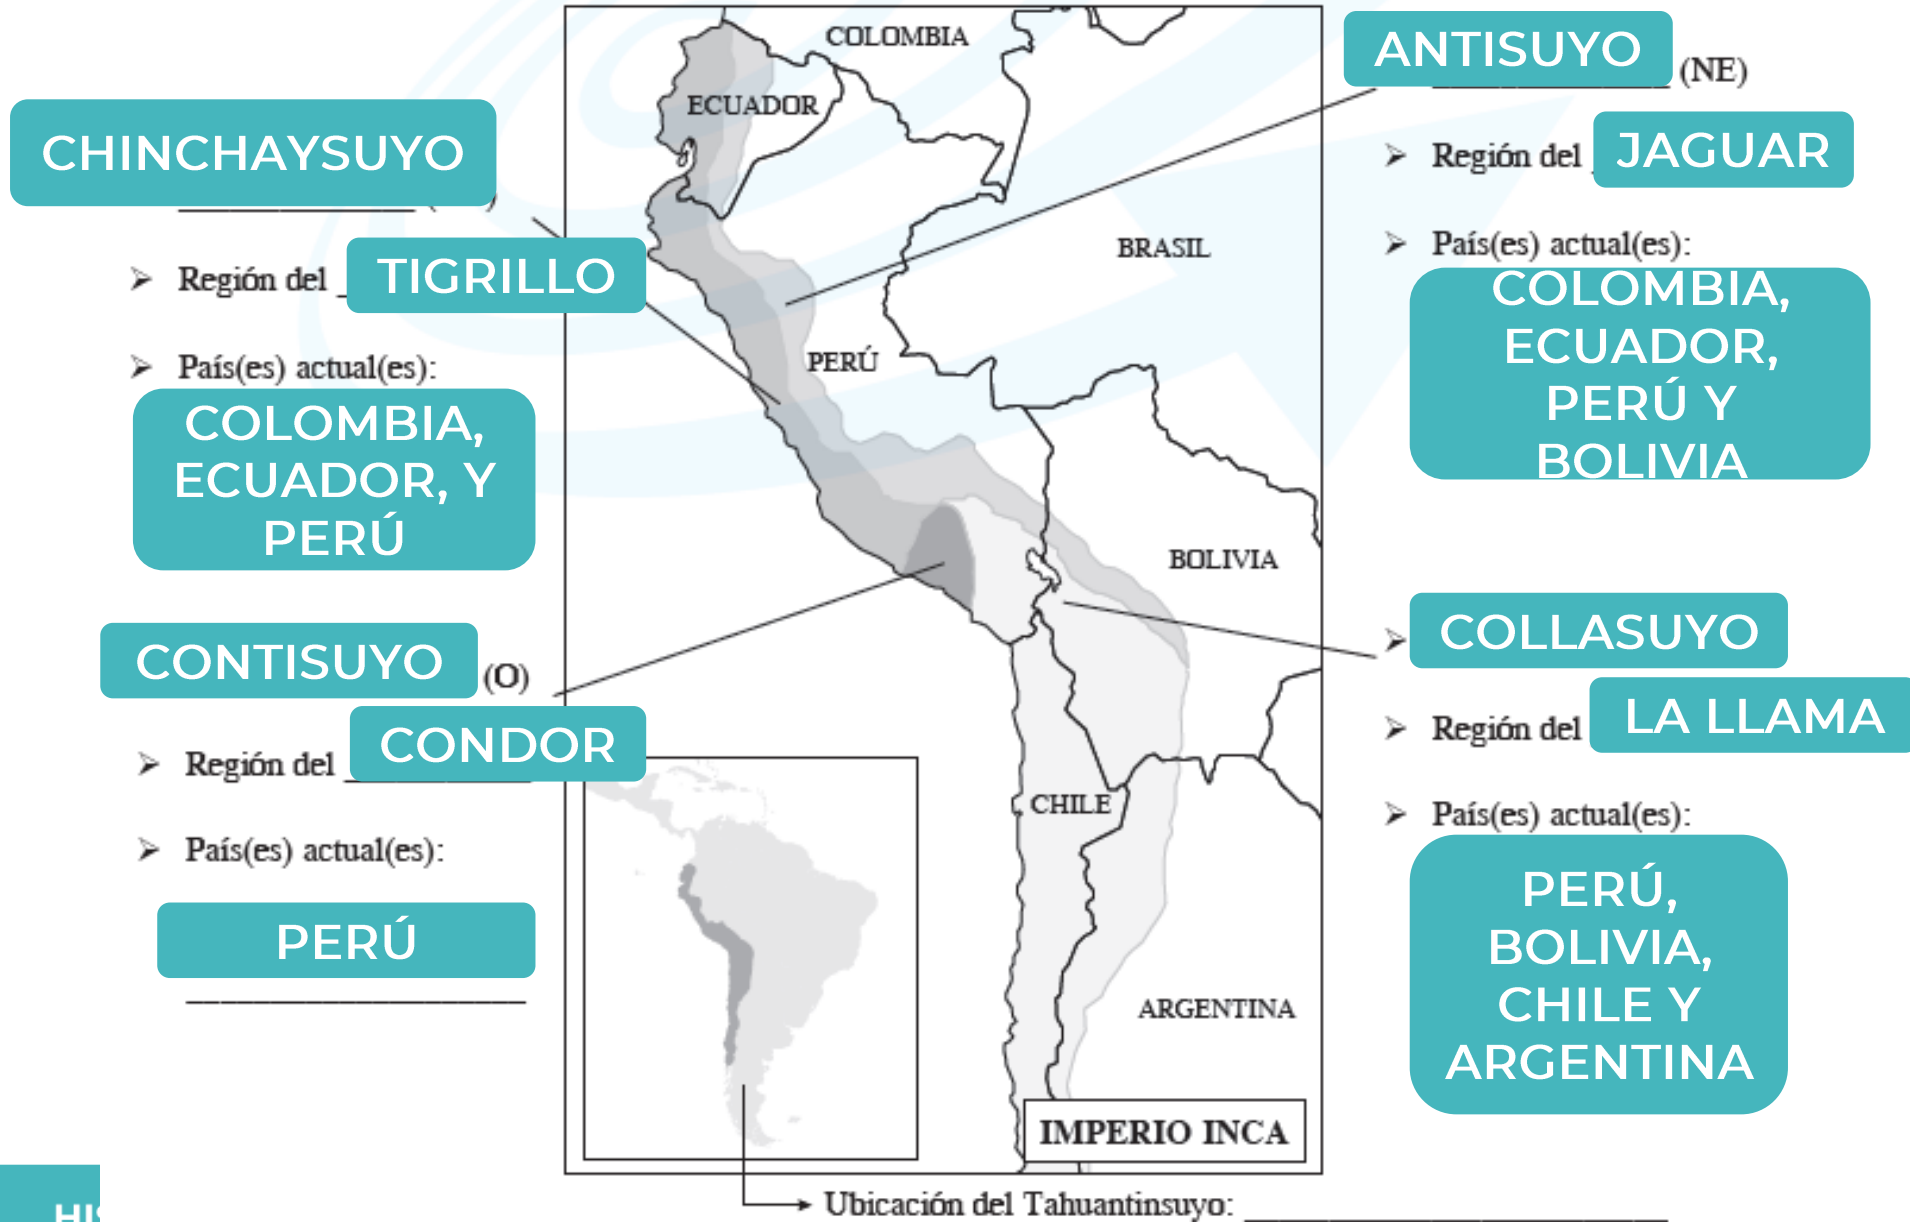 CHINCHAYSUYO
Región del TIGRILLO
País(es) actual(es):
COLOMBIA,
ECUADOR, Y
PERÚ
CONTISUYO (O)
Región del CONDOR
País(es) actual(es):
PERÚ
COLOMBIA
ECUADOR
PERÚ
BRASIL
BOLIVIA
CHILE
ARGENTINA
IMPERIO INCA
ANTISUYO (NE)
Región del JAGUAR
País(es) actual(es):
COLOMBIA,
ECUADOR,
PERÚ Y
BOLIVIA
COLLASUYO
Región del LA LLAMA
País(es) actual(es):
PERÚ,
BOLIVIA,
CHILE Y
ARGENTINA
Ubicación del Tahuantinsuyo: